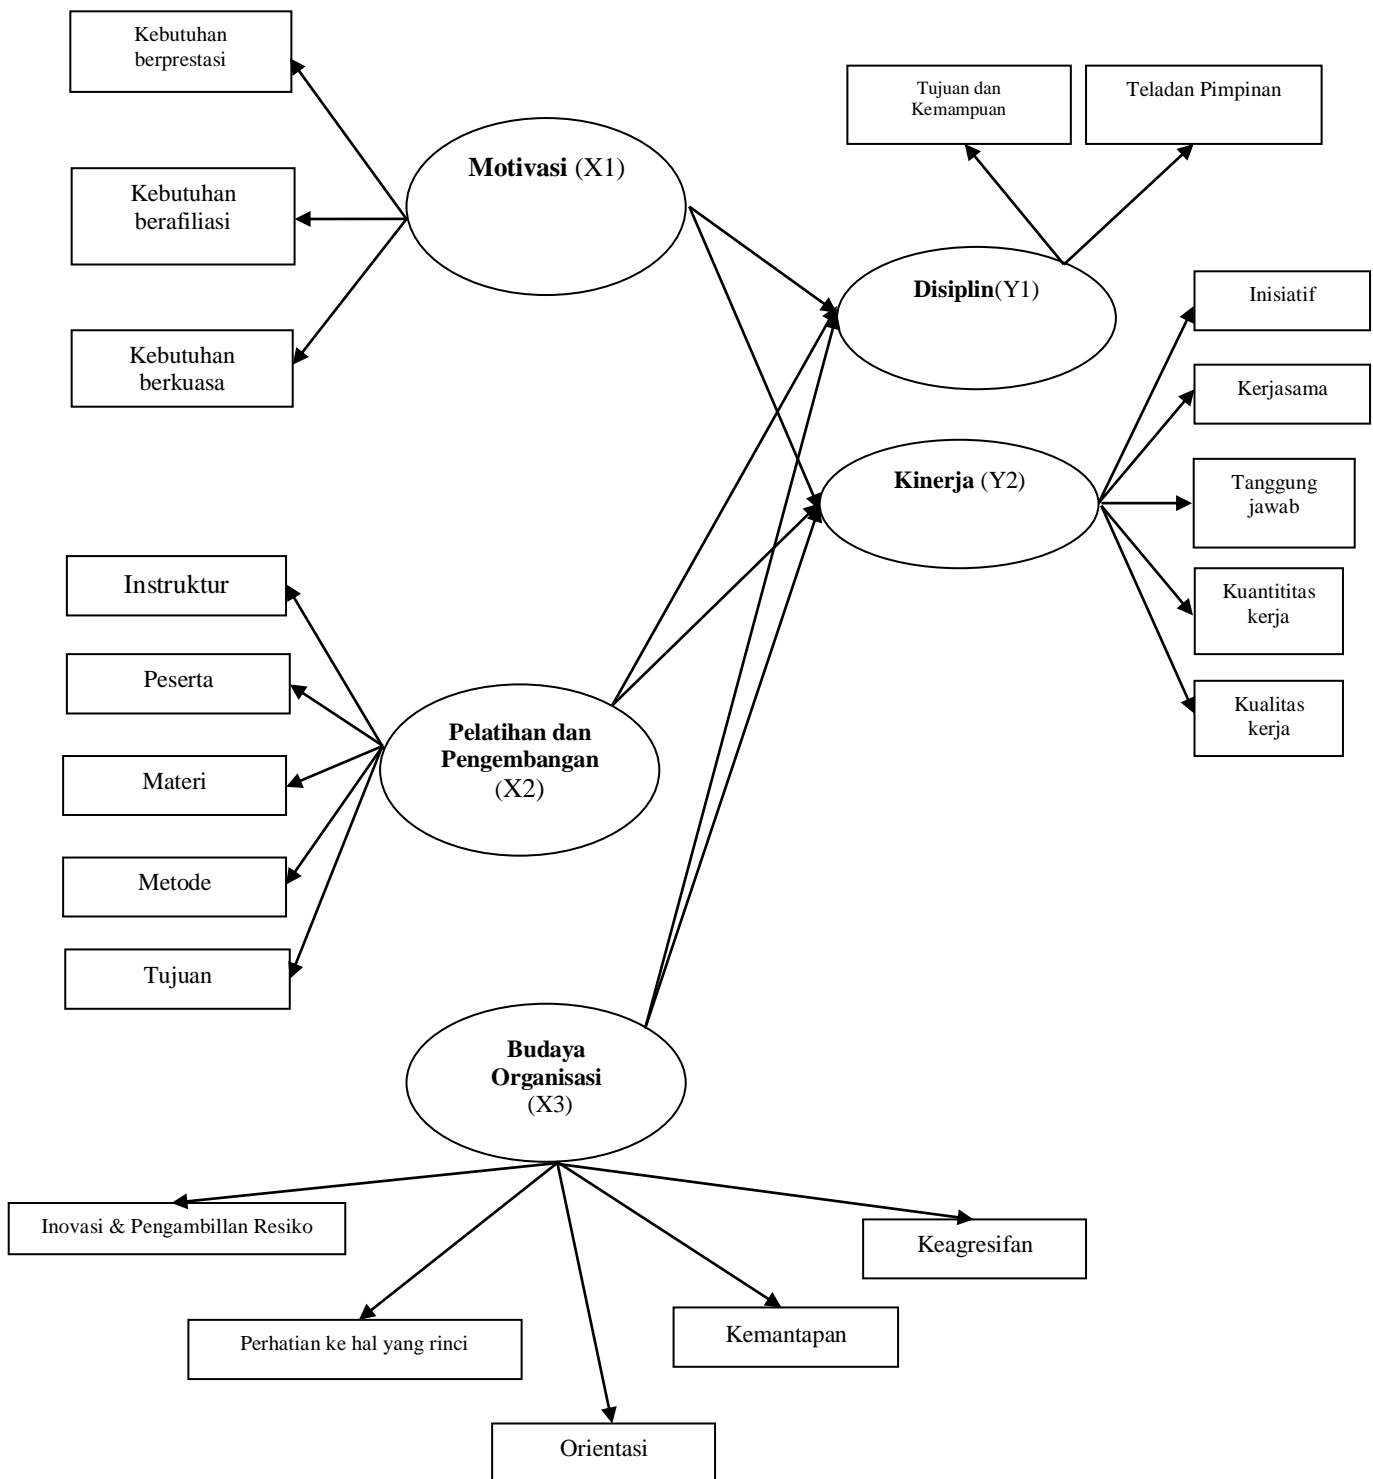 Kebutuhan
berprestasi
Tujuan dan
Kemampuan
Teladan Pimpinan
Motivasi (X1)
Kebutuhan
berafiliasi
Disiplin(Y1)
Inisiatif
Kebutuhan
berkuasa
Kerjasama
Kinerja (Y2)
Tanggung
jawab
Instruktur
Kuantititas
kerja
Peserta
Kualitas
kerja
Pelatihan dan
Pengembangan
(X2)
Materi
Metode
Tujuan
Budaya
Organisasi
(X3)
Inovasi & Pengambillan Resiko
Keagresifan
Perhatian ke hal yang rinci
Kemantapan
Orientasi